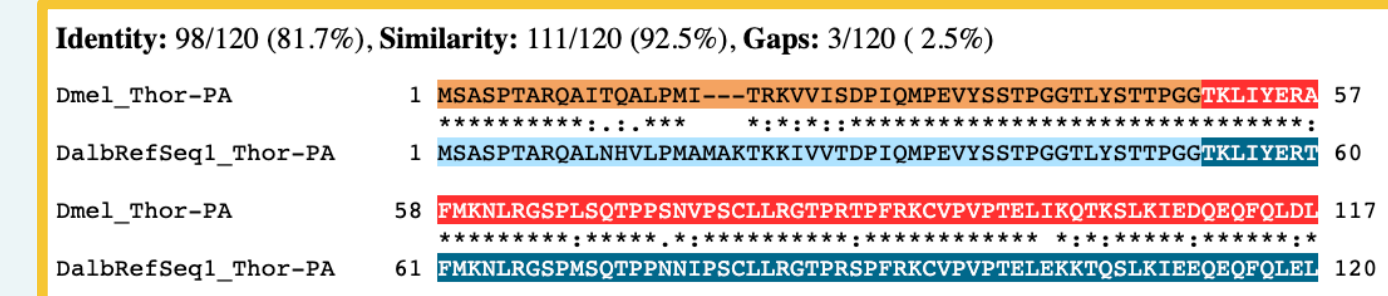 Identity: 98/120 (81.7%), Similarity: 111/120 (92.5%), Gaps: 3/120 ( 2.5%)
Dmel_Thor-PA 1 MSASPTARQAITQALPMI---TRKVVISDPIQMPEVYSSTPGGTLYSTTPGGTKLIYERA 57
**********:.:.***    *:*:*::*******************************:
DalbRefSeq1_Thor-PA 1 MSASPTARQALNHVLPMAMAKTKKIVVTDPIQMPEVYSSTPGGTLYSTTPGGTKLIYERT 60
Dmel_Thor-PA 58 FMKNLRGSPLSQTPPSNVPSCLLRGTPRTPFRKCVPVPTELIKQTKSLKIEDQEQFQLDL 117
*********:*****.*:**********:************ *:*:*****:******:*
DalbRefSeq1_Thor-PA 61 FMKNLRGSPMSQTPPNNIPSCLLRGTPRSPFRKCVPVPTELEKKTQSLKIEEQEQFQLEL 120